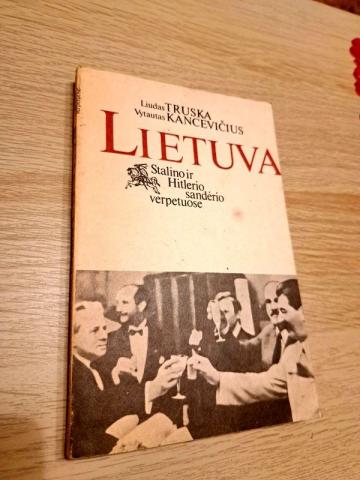 Liudas TRUSKA
Vytautas KANCEVIČIUS
LIETUVA
Stalino ir
Hitlerio
sandėrio
verpetuose